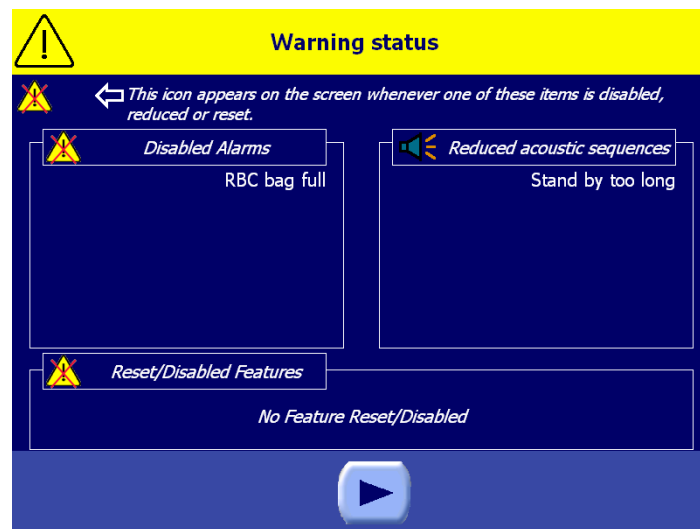 Warning status
This icon appears on the screen whenever one of these items is disabled,
reduced or reset.
Disabled Alarms
RBC bag full
Reduced acoustic sequences
Stand by too long
Reset/Disabled Features
No Feature Reset/Disabled